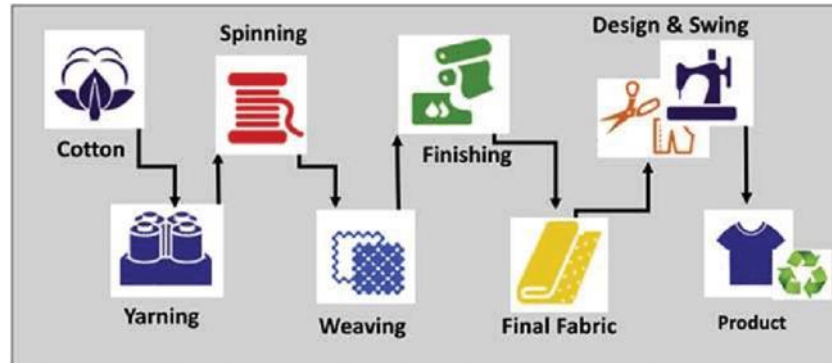 Cotton
Yarning
Spinning
Weaving
Finishing
Final Fabric
Design & Swing
Product